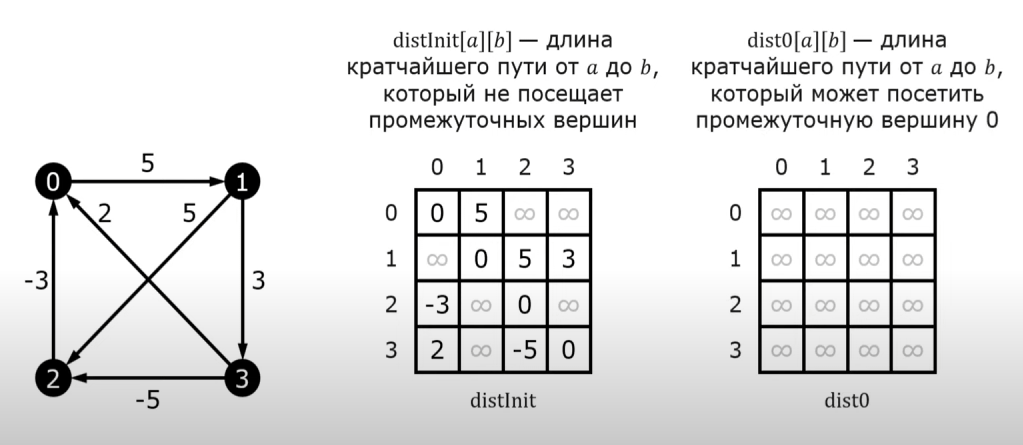 distInit[a][b] — длина
кратчайшего пути от a до b,
который не посещает
промежуточных вершин
dist0[a][b] — длина
кратчайшего пути от a до b,
который может посетить
промежуточную вершину 0
0 5 1
2 5
-3 3
2 -5 3
0 1 2 3
0 0 5 ∞ ∞
1 ∞ 0 5 3
2 -3 ∞ 0 ∞
3 2 ∞ -5 0
distInit
0 1 2 3
0 ∞ ∞ ∞ ∞
1 ∞ ∞ ∞ ∞
2 ∞ ∞ ∞ ∞
3 ∞ ∞ ∞ ∞
dist0